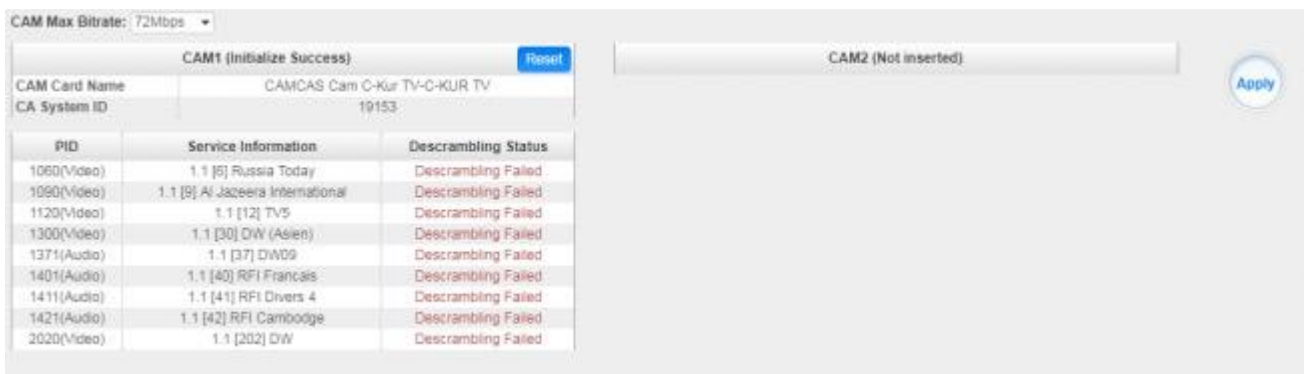 CAM Max Bitrate: 72Mbps
CAM1 (Initialize Success) Reset
CAM Card Name CAMCAS Cam C-Kur TV-C-KUR TV
CA System ID 19153
PID Service Information Descrambling Status
1060(Video) 1.1 [6] Russia Today Descrambling Failed
1090(Video) 1.1 [9] Al Jazeera International Descrambling Failed
1120(Video) 1.1 [12] TV5 Descrambling Failed
1300(Video) 1.1 [30] DW (Asien) Descrambling Failed
1371(Audio) 1.1 [37] DW09 Descrambling Failed
1401(Audio) 1.1 [40] RFI Francais Descrambling Failed
1411(Audio) 1.1 [41] RFI Divers 4 Descrambling Failed
1421(Audio) 1.1 [42] RFI Cambodge Descrambling Failed
2020(Video) 1.1 [202] DW Descrambling Failed
CAM2 (Not inserted)
Apply